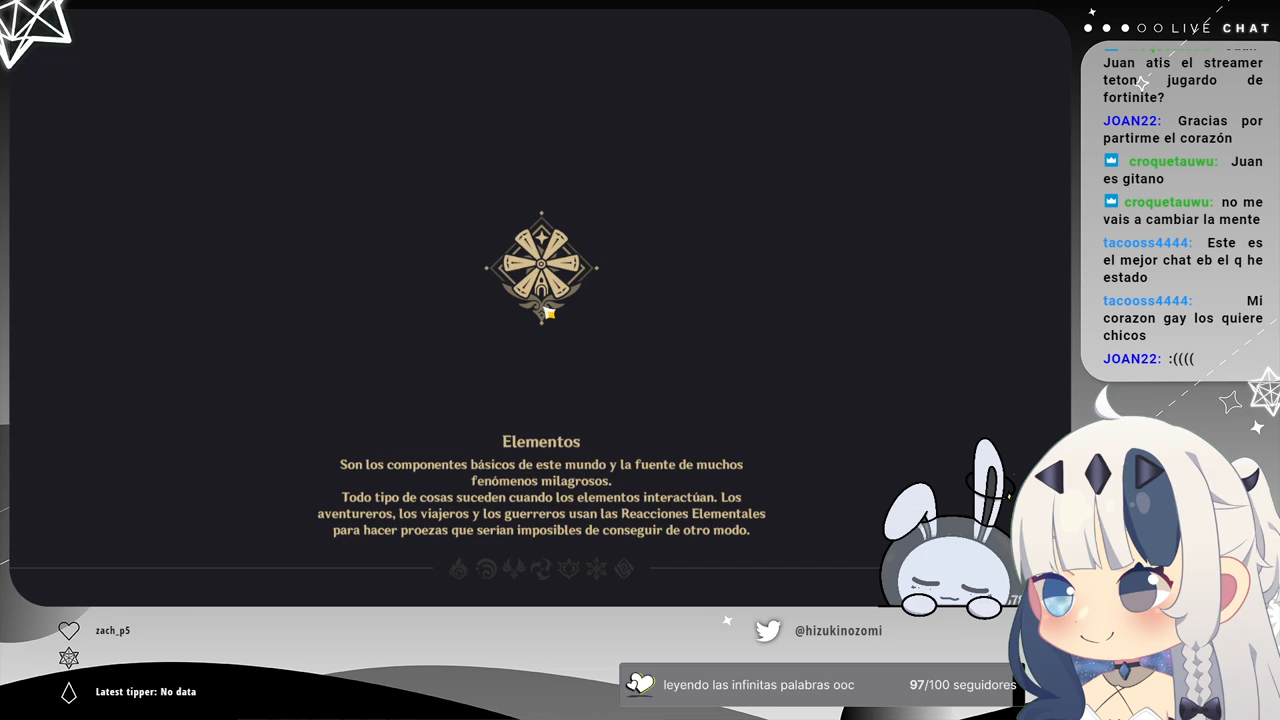 LIVE CHAT
Juan atis el streamer
teton jugardo de
fortinite?
JOAN22: Gracias por
partirme el corazón
croquetauwu: Juan
es gitano
croquetauwu: no me
vais a cambiar la mente
tacooss4444: Este es
el mejor chat eb el q he
estado
tacooss4444: Mi
corazon gay los quiere
chicos
JOAN22: :((((
Elementos
Son los componentes básicos de este mundo y la fuente de muchos
fenómenos milagrosos.
Todo tipo de cosas suceden cuando los elementos interactúan. Los
aventureros, los viajeros y los guerreros usan las Reacciones Elementales
para hacer proezas que serían imposibles de conseguir de otro modo.
zach_p5
@hizukinozomi
Latest tipper: No data
leyendo las infinitas palabras ooc 97/100 seguidores